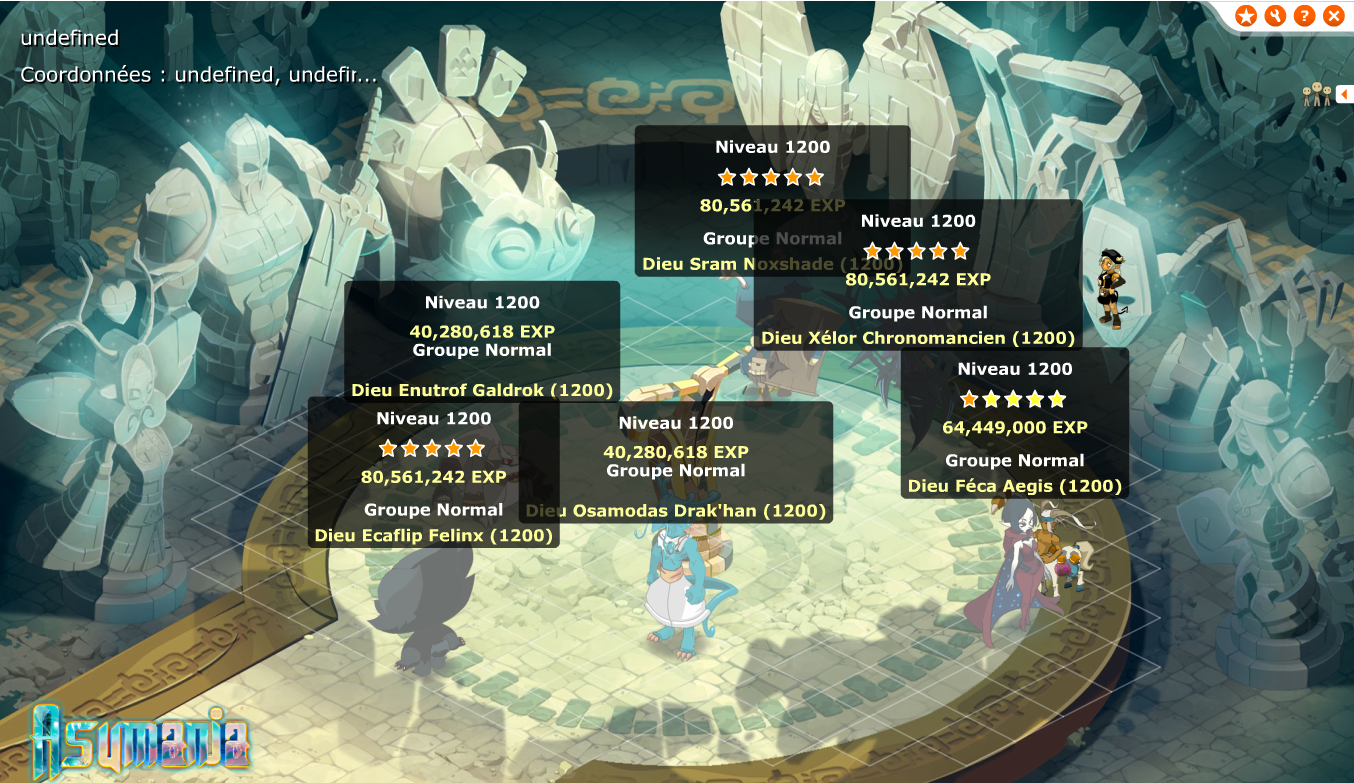 undefined
Coordonnées : undefined, undefir...
Niveau 1200
80,561,242 EXP
Groupe Normal
Dieu Sram Noxshade (1200)
Niveau 1200
80,561,242 EXP
Groupe Normal
Dieu Xélor Chronomancien (1200)
Niveau 1200
40,280,618 EXP
Groupe Normal
Dieu Enutrof Galdrok (1200)
Niveau 1200
64,449,000 EXP
Groupe Normal
Dieu Féca Aegis (1200)
Niveau 1200
80,561,242 EXP
Groupe Normal
Dieu Ecaflip Felinx (1200)
Niveau 1200
40,280,618 EXP
Groupe Normal
Dieu Osamodas Drak'han (1200)
Asumania